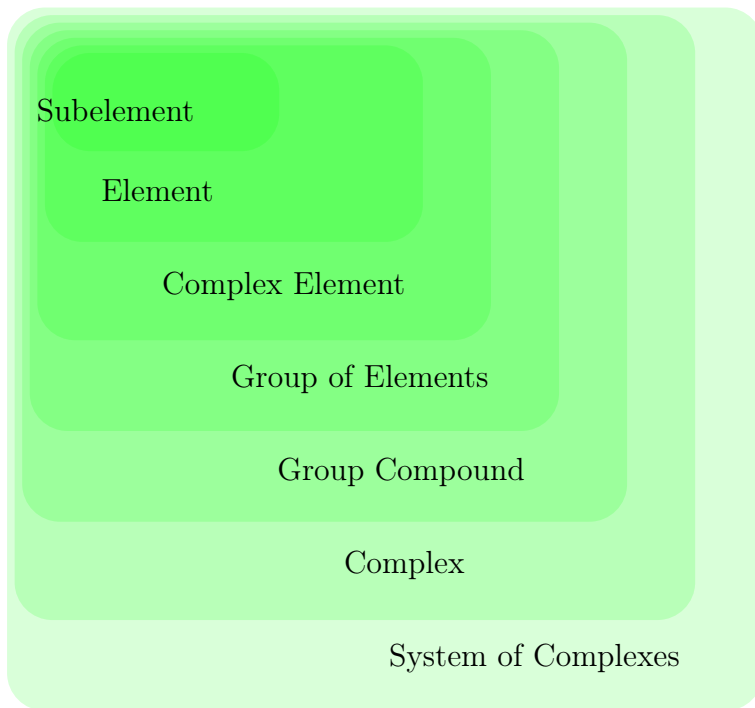 Subelement
Element
Complex Element
Group of Elements
Group Compound
Complex
System of Complexes